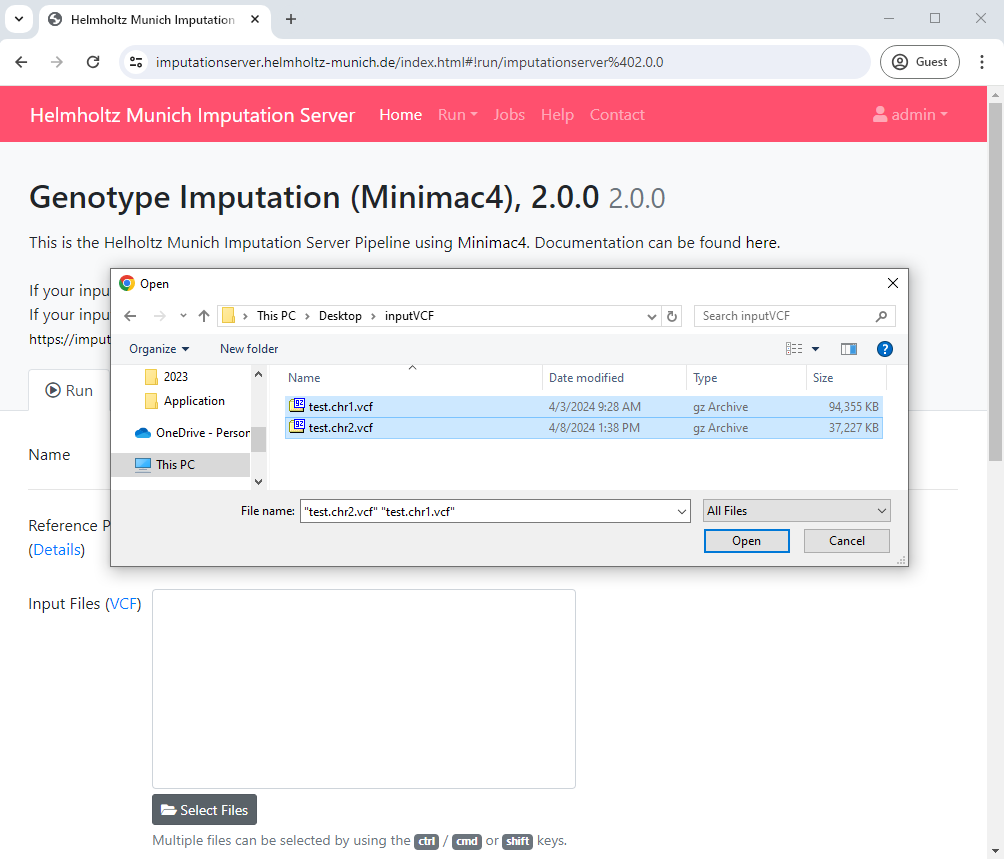 Helmholtz Munich Imputation
imputationserver.helmholtz-munich.de/index.html#!run/imputationserver%402.0.0
Guest
Helmholtz Munich Imputation Server Home Run Jobs Help Contact admin
Genotype Imputation (Minimac4), 2.0.0 2.0.0
This is the Helholtz Munich Imputation Server Pipeline using Minimac4. Documentation can be found here.
If your inpu
If your inpu
https://imput
Open
This PC > Desktop > inputVCF
Search inputVCF
Organize New folder
2023
Application
OneDrive - Person
This PC
Name Date modified Type Size
test.chr1.vcf 4/3/2024 9:28 AM gz Archive 94,355 KB
test.chr2.vcf 4/8/2024 1:38 PM gz Archive 37,227 KB
File name: "test.chr2.vcf" "test.chr1.vcf"
All Files
Open Cancel
Run
Name
Reference P
(Details)
Input Files (VCF)
Select Files
Multiple files can be selected by using the ctrl / cmd or shift keys.